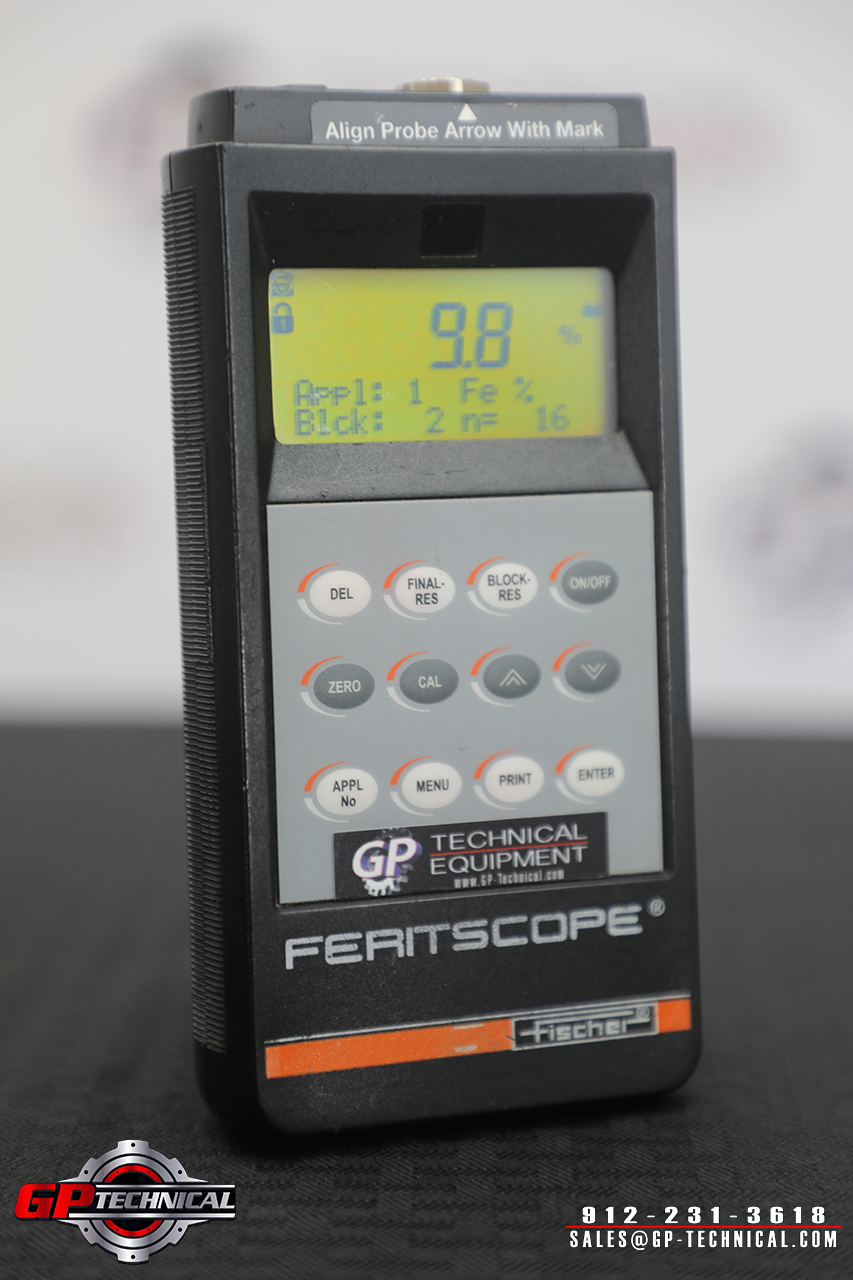 Align Probe Arrow With Mark
9.8 %
Appl: 1 Fe %
Blck: 2 n= 16
DEL
FINAL-
RES
BLOCK-
RES
ON/OFF
ZERO
CAL
APPL
No
MENU
PRINT
ENTER
GP TECHNICAL
EQUIPMENT
www.GP-Technical.com
FERITSCOPE®
Fischer®
GP TECHNICAL
912-231-3618
SALES@GP-TECHNICAL.COM